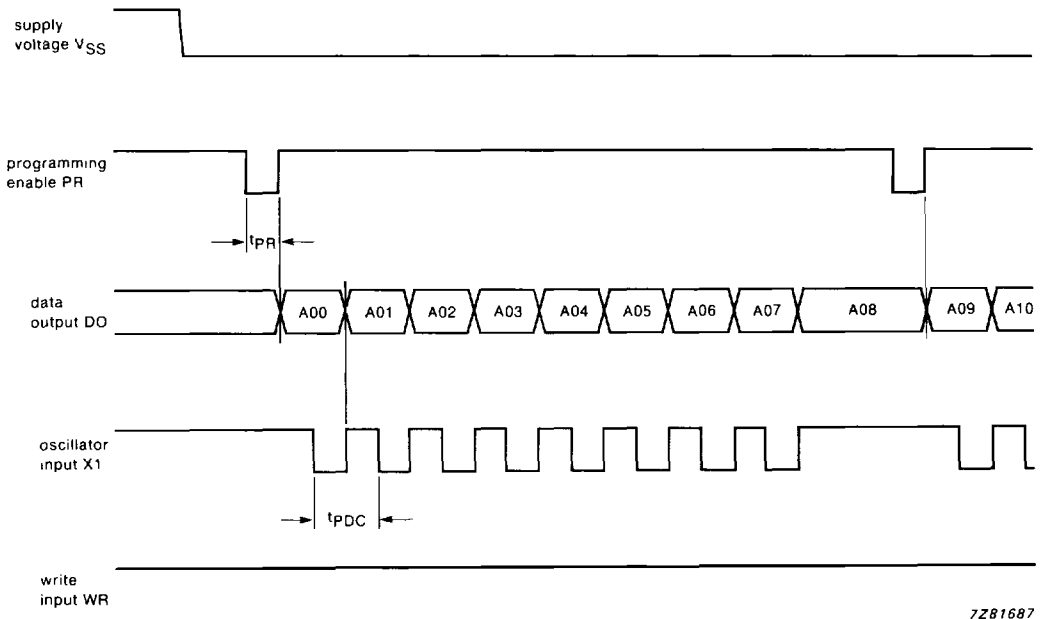 supply
voltage VSS
programming
enable PR
tPR
data
output DO
A00 A01 A02 A03 A04 A05 A06 A07 A08 A09 A10
oscillator
input X1
tPDC
write
input WR
7Z81687